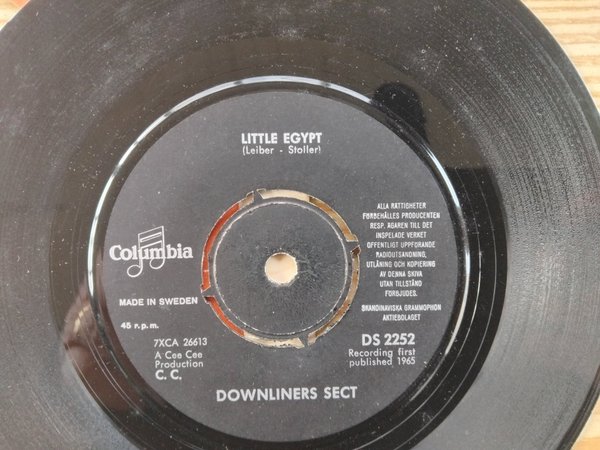 LITTLE EGYPT
(Leiber - Stoller)
Columbia
MADE IN SWEDEN
45 r.p.m.
7XCA 26613
A Cee Cee
Production
C. C.
ALLA RÄTTIGHETER
FÖRBEHÅLLES PRODUCENTEN
RESP. ÄGAREN TILL DET
INSPELADE VERKET
OFFENTLIGT UPPFÖRANDE
RADIOUTSÄNDNING,
UTLÅNING OCH KOPIERING
AV DENNA SKIVA
UTAN TILLSTÅND
FÖRBJUDES.
SKANDINAVISKA GRAMMOPHON
AKTIEBOLAGET
DS 2252
Recording first
published 1965
DOWNLINERS SECT